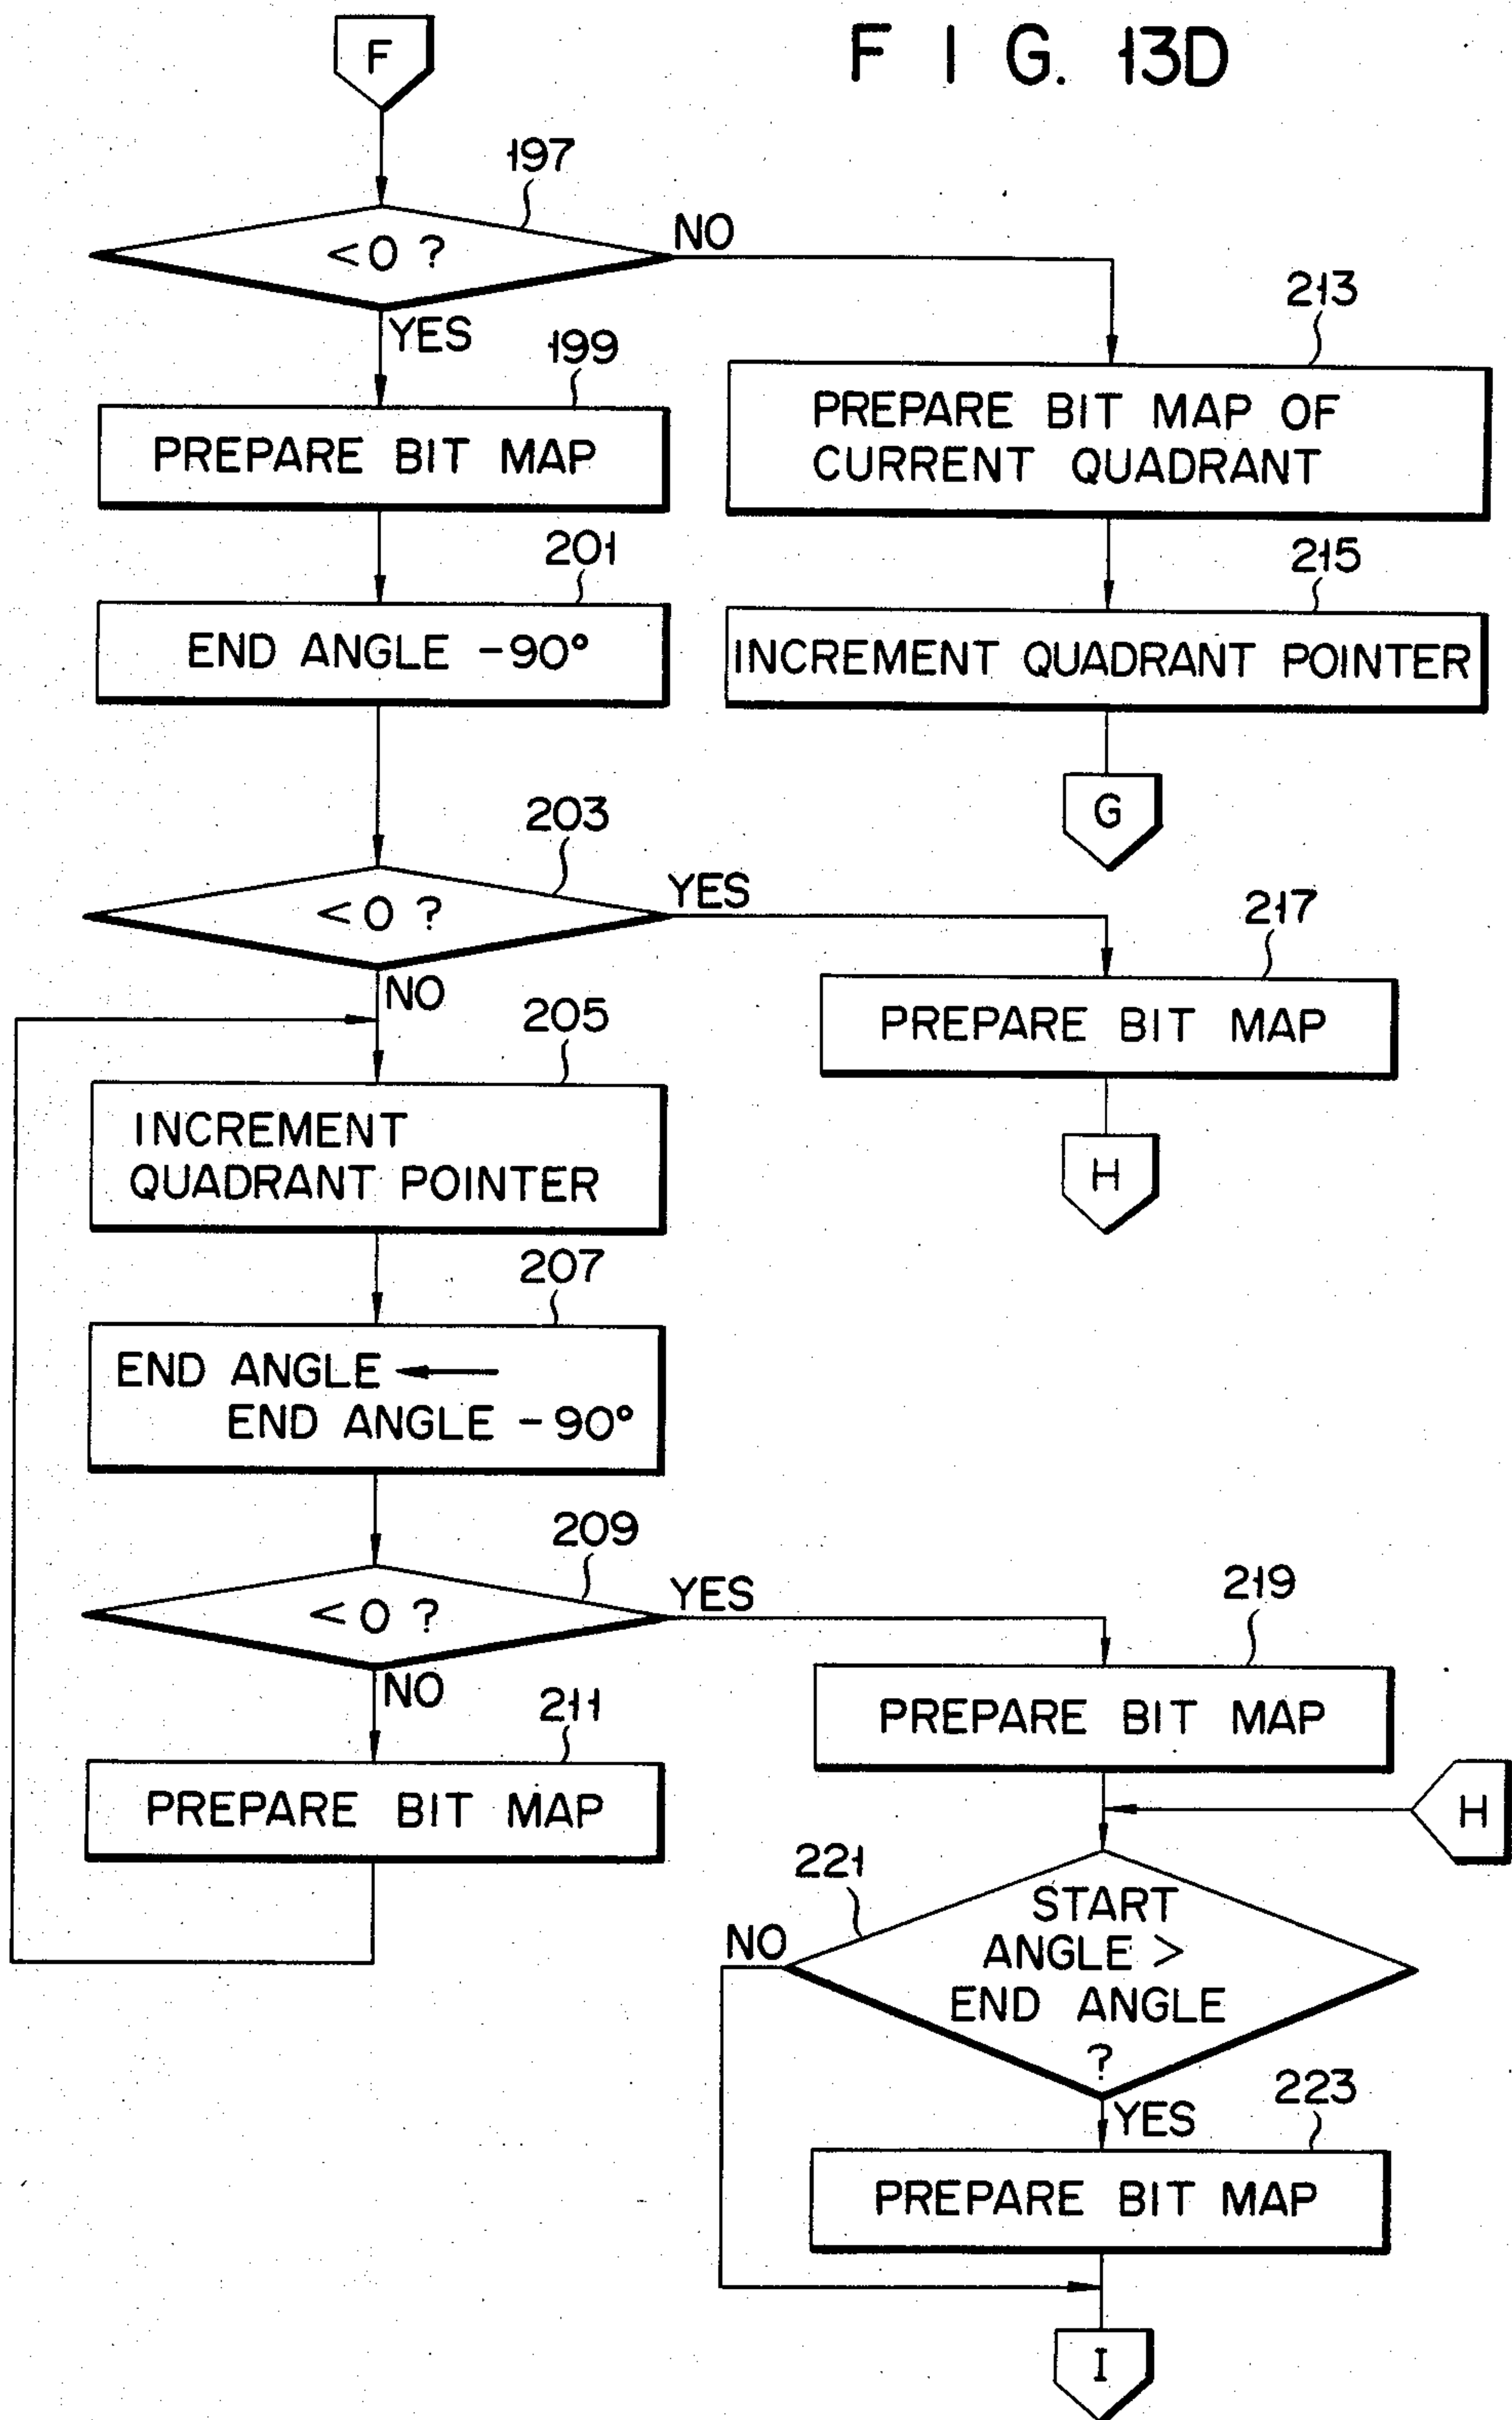 F I G. 13D
F
197
< 0 ?
NO
YES
199
PREPARE BIT MAP
201
END ANGLE -90°
213
PREPARE BIT MAP OF
CURRENT QUADRANT
215
INCREMENT QUADRANT POINTER
G
203
< 0 ?
YES
NO
217
PREPARE BIT MAP
H
205
INCREMENT
QUADRANT POINTER
207
END ANGLE ←
END ANGLE -90°
209
< 0 ?
YES
NO
211
PREPARE BIT MAP
219
PREPARE BIT MAP
H
221
START
ANGLE >
END ANGLE
?
NO
YES
223
PREPARE BIT MAP
I